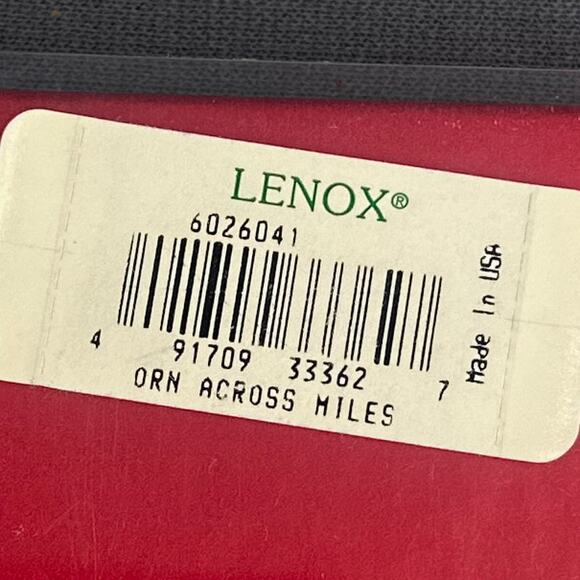 LENOX®
6026041
4 91709 33362 7
ORN ACROSS MILES
Made In USA